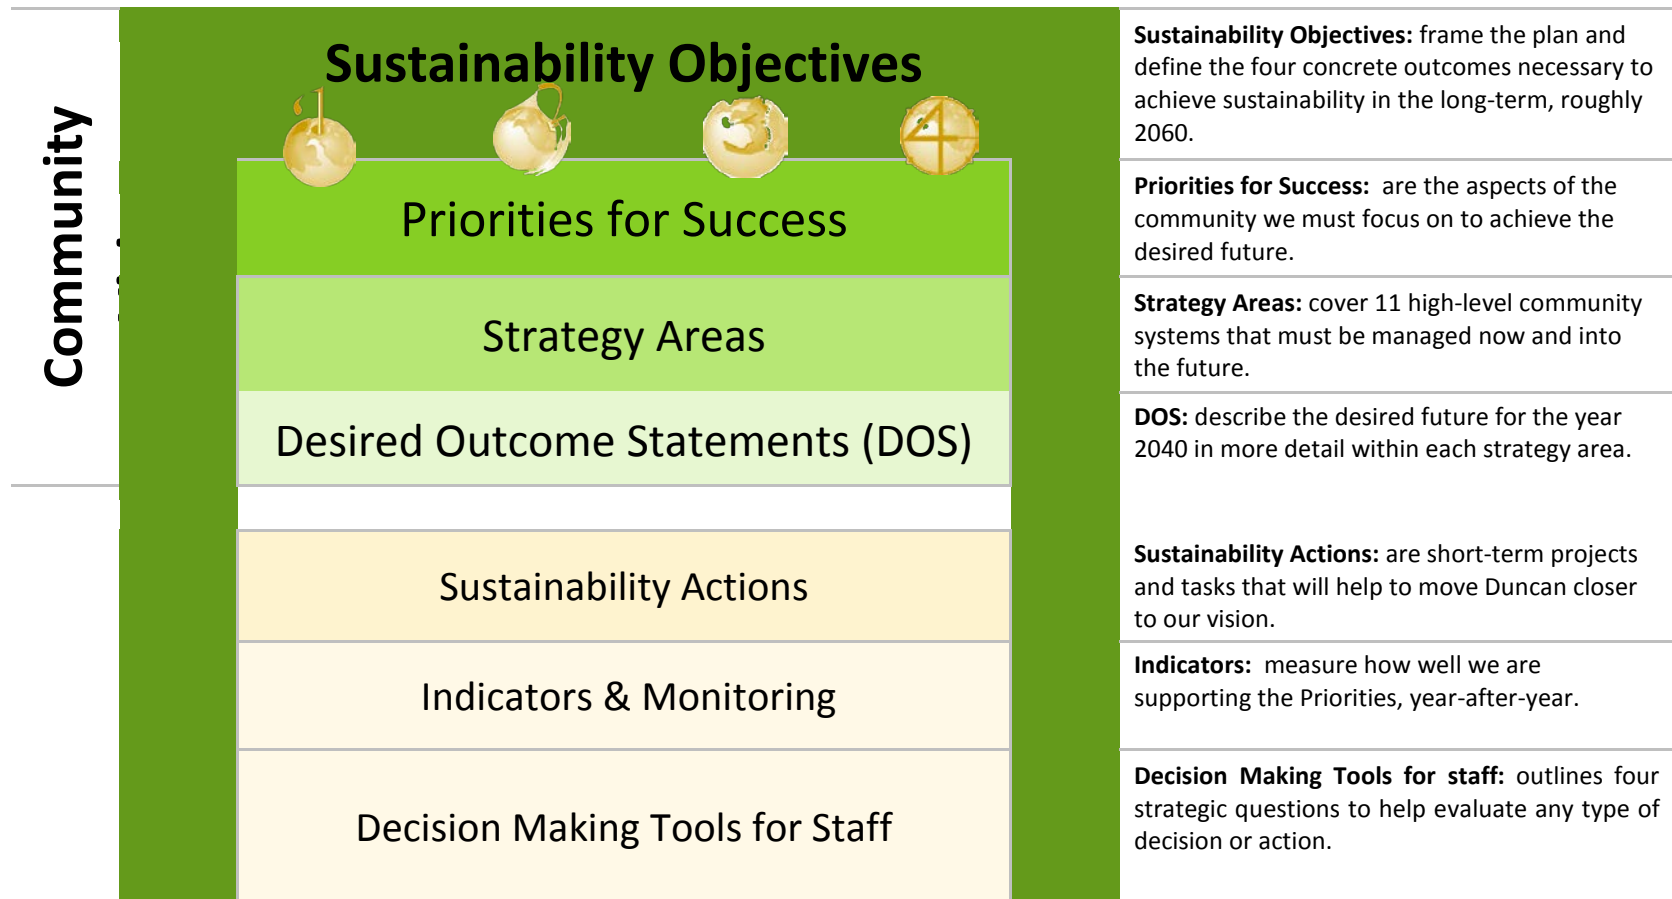 Community
Sustainability Objectives
1 2 3 4
Priorities for Success
Strategy Areas
Desired Outcome Statements (DOS)
Sustainability Actions
Indicators & Monitoring
Decision Making Tools for Staff
Sustainability Objectives: frame the plan and
define the four concrete outcomes necessary to
achieve sustainability in the long-term, roughly
2060.
Priorities for Success: are the aspects of the
community we must focus on to achieve the
desired future.
Strategy Areas: cover 11 high-level community
systems that must be managed now and into
the future.
DOS: describe the desired future for the year
2040 in more detail within each strategy area.
Sustainability Actions: are short-term projects
and tasks that will help to move Duncan closer
to our vision.
Indicators: measure how well we are
supporting the Priorities, year-after-year.
Decision Making Tools for staff: outlines four
strategic questions to help evaluate any type of
decision or action.